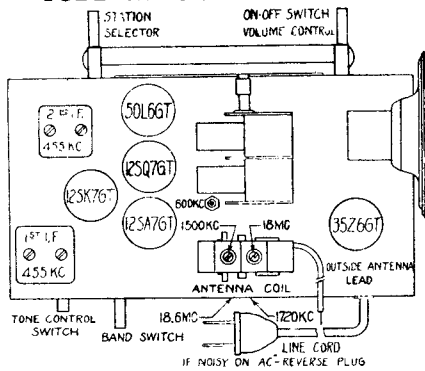 STATION
SELECTOR
ON-OFF SWITCH
VOLUME CONTROL
2ND I.F.
455 KC
50L6GT
12SQ7GT
12SK7GT
12SA7GT
600KC
1500KC
18MC
35Z6GT
1ST I.F.
455 KC
ANTENNA COIL
OUTSIDE ANTENNA
LEAD
TONE CONTROL
SWITCH
BAND SWITCH
18.6MC
1720KC
LINE CORD
IF NOISY ON AC-REVERSE PLUG